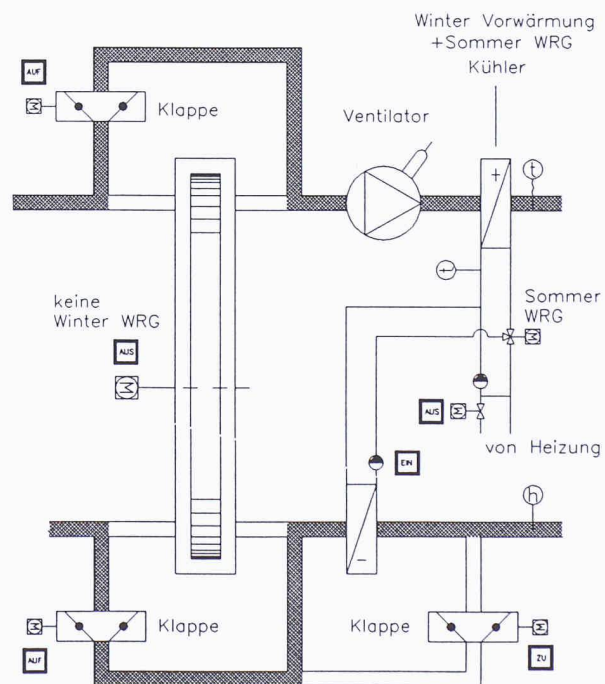 Winter Vorwärmung
+Sommer WRG
Kühler
AUF
M
Klappe
Ventilator
+
t
t
keine
Winter WRG
AUS
M
Sommer
WRG
M
AUS
M
von Heizung
EIN
h
–
M
AUF
Klappe
Klappe
M
ZU